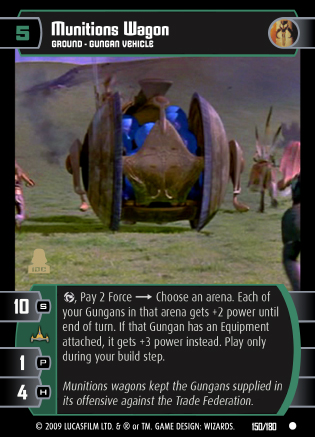 5
Munitions Wagon
GROUND - GUNGAN VEHICLE
IDC
10 S
1 P
4 H
, Pay 2 Force → Choose an arena. Each of
your Gungans in that arena gets +2 power until
end of turn. If that Gungan has an Equipment
attached, it gets +3 power instead. Play only
during your build step.
Munitions wagons kept the Gungans supplied in
its offensive against the Trade Federation.
© 2009 LUCASFILM LTD. & ® or TM. GAME DESIGN: WIZARDS. 150/180